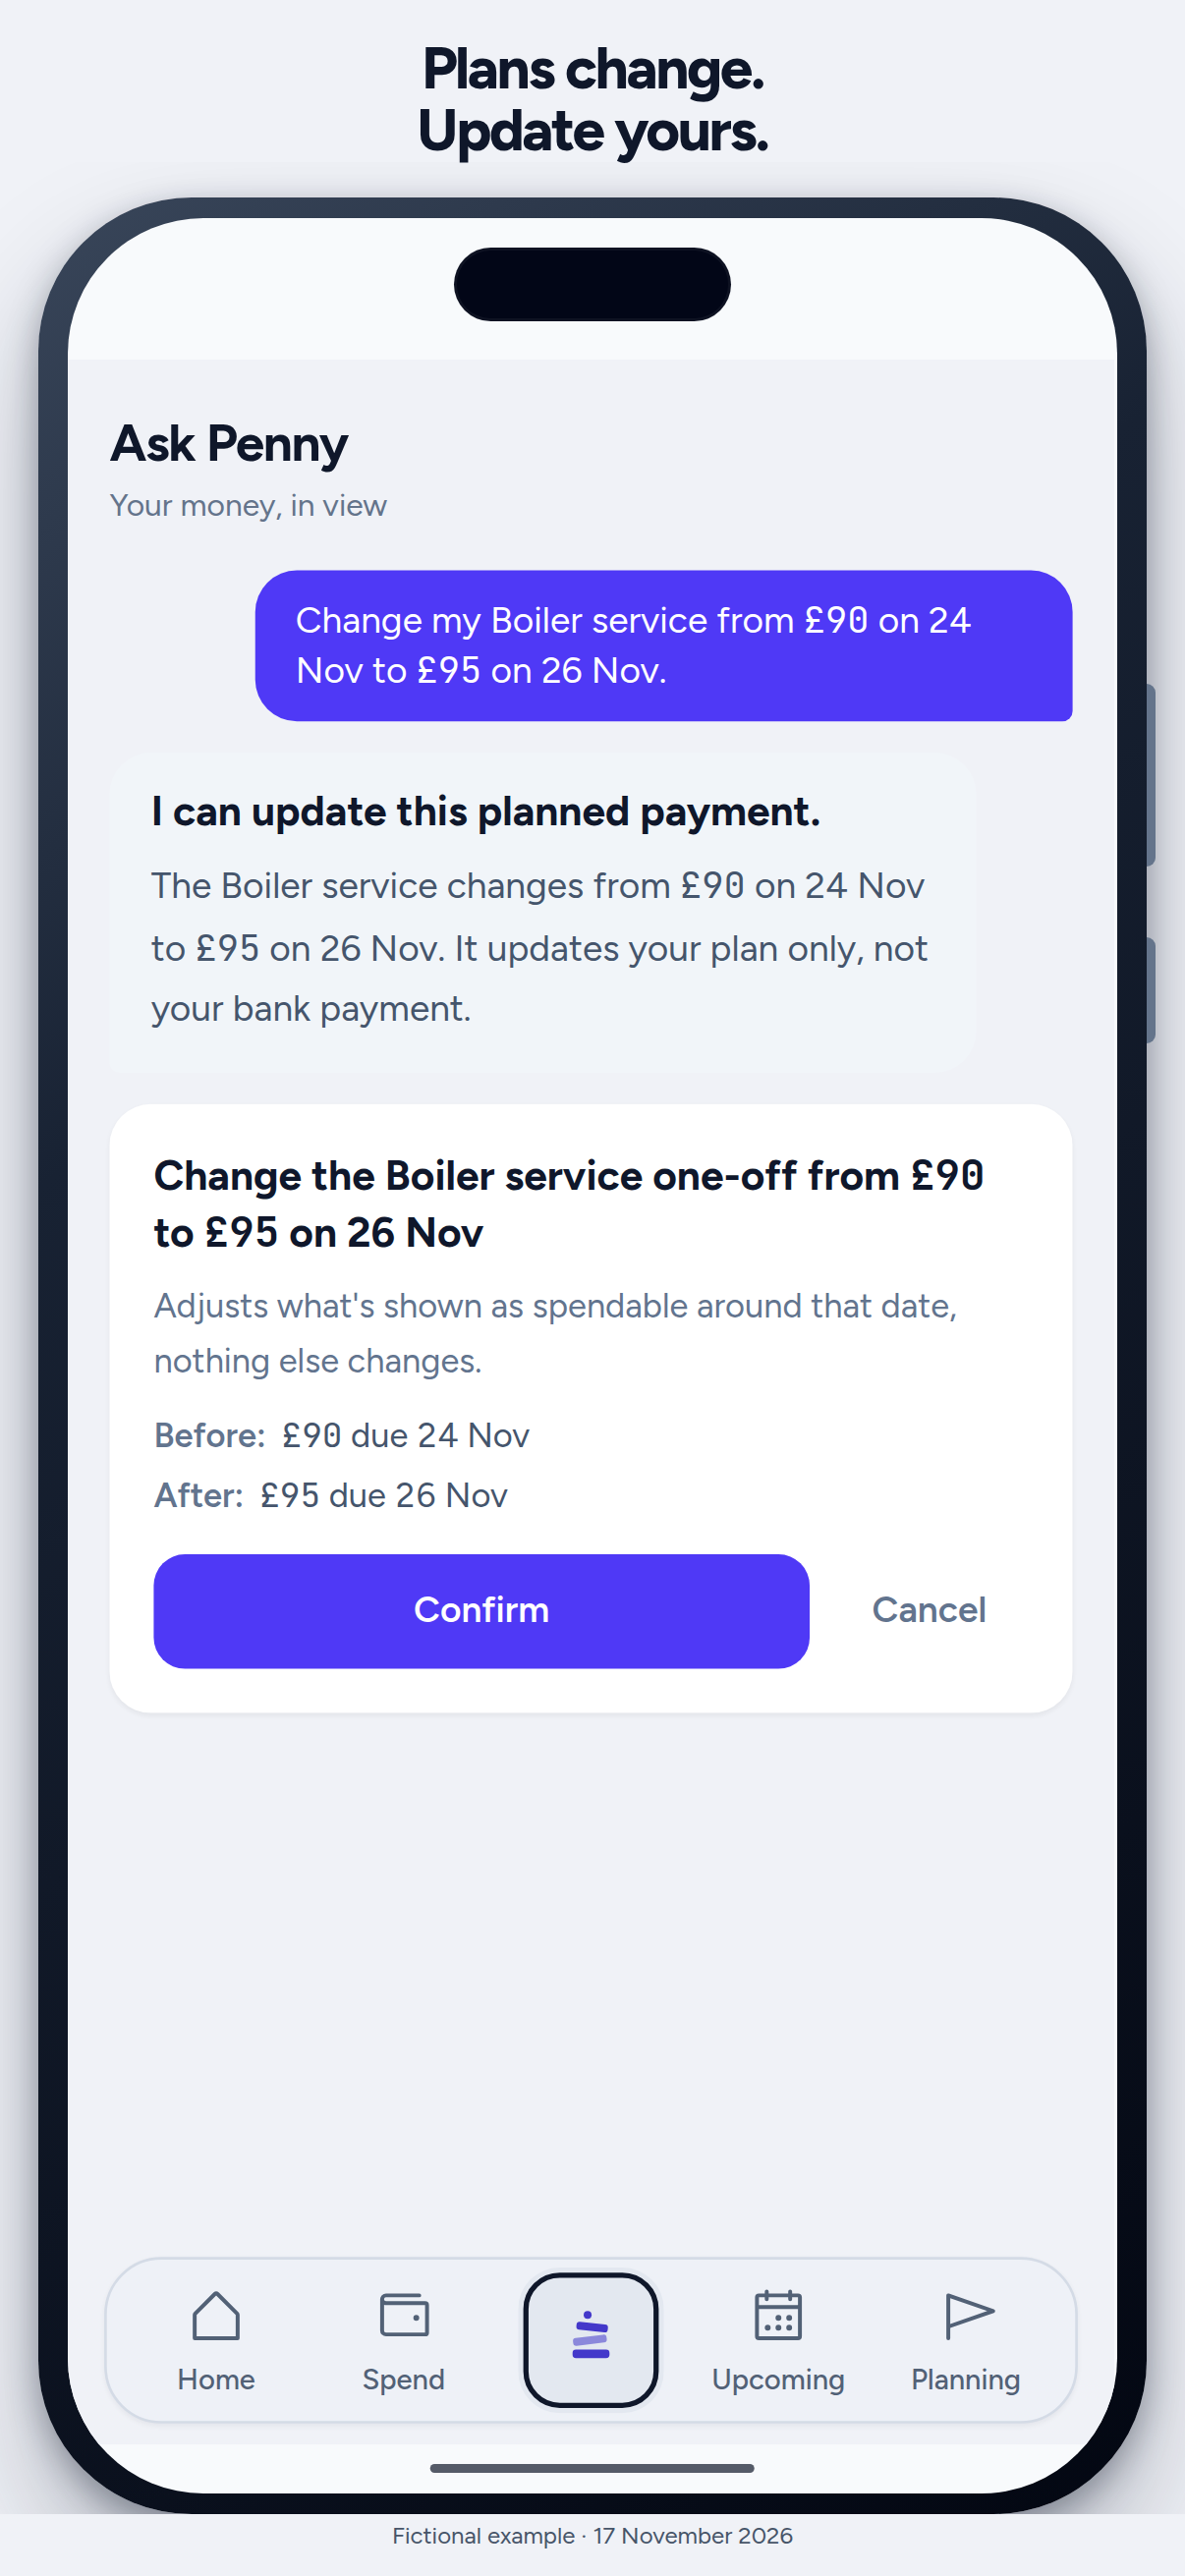 Plans change.
Update yours.
Ask Penny
Your money, in view
Change my Boiler service from £90 on 24
Nov to £95 on 26 Nov.
I can update this planned payment.
The Boiler service changes from £90 on 24 Nov
to £95 on 26 Nov. It updates your plan only, not
your bank payment.
Change the Boiler service one-off from £90
to £95 on 26 Nov
Adjusts what's shown as spendable around that date,
nothing else changes.
Before: £90 due 24 Nov
After: £95 due 26 Nov
Confirm
Cancel
Home
Spend
Upcoming
Planning
Fictional example · 17 November 2026